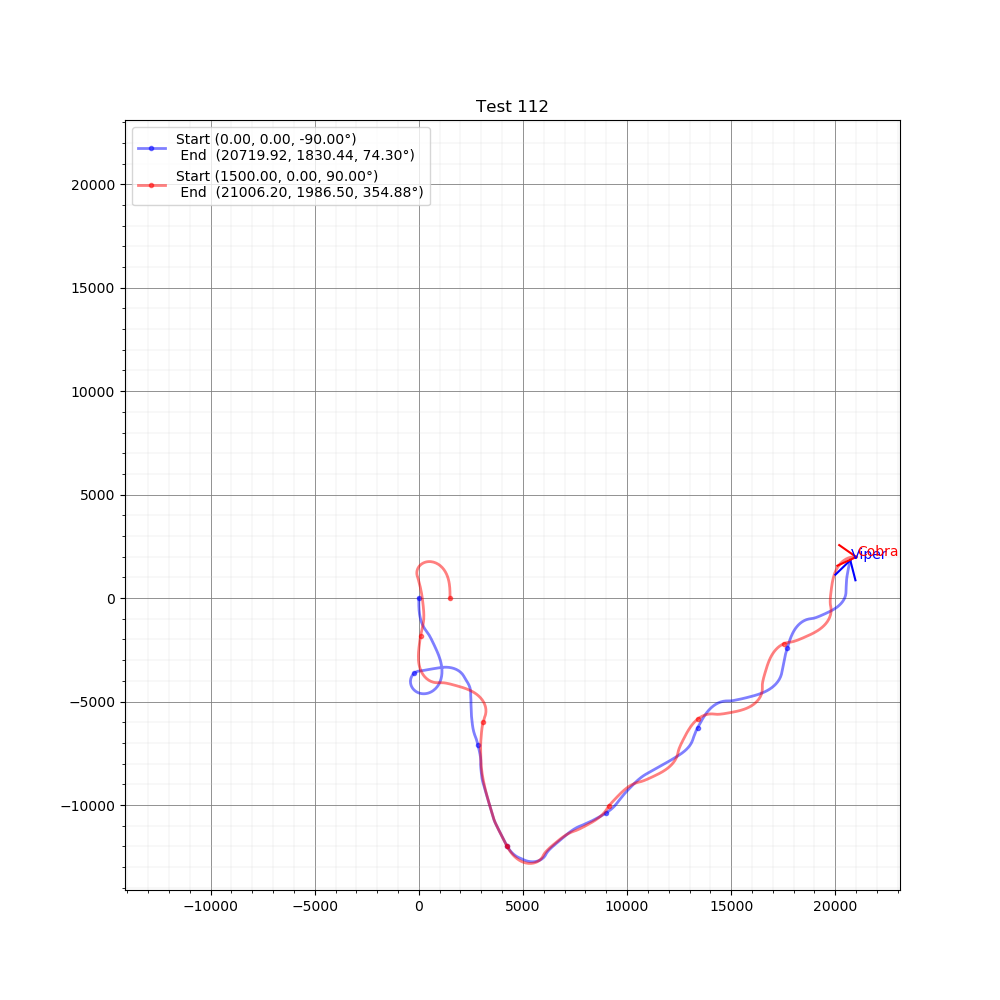 Test 112
Start (0.00, 0.00, -90.00°)
End (20719.92, 1830.44, 74.30°)
Start (1500.00, 0.00, 90.00°)
End (21006.20, 1986.50, 354.88°)
20000
15000
10000
5000
0
−5000
−10000
Cobra
Viper
−10000 −5000 0 5000 10000 15000 20000